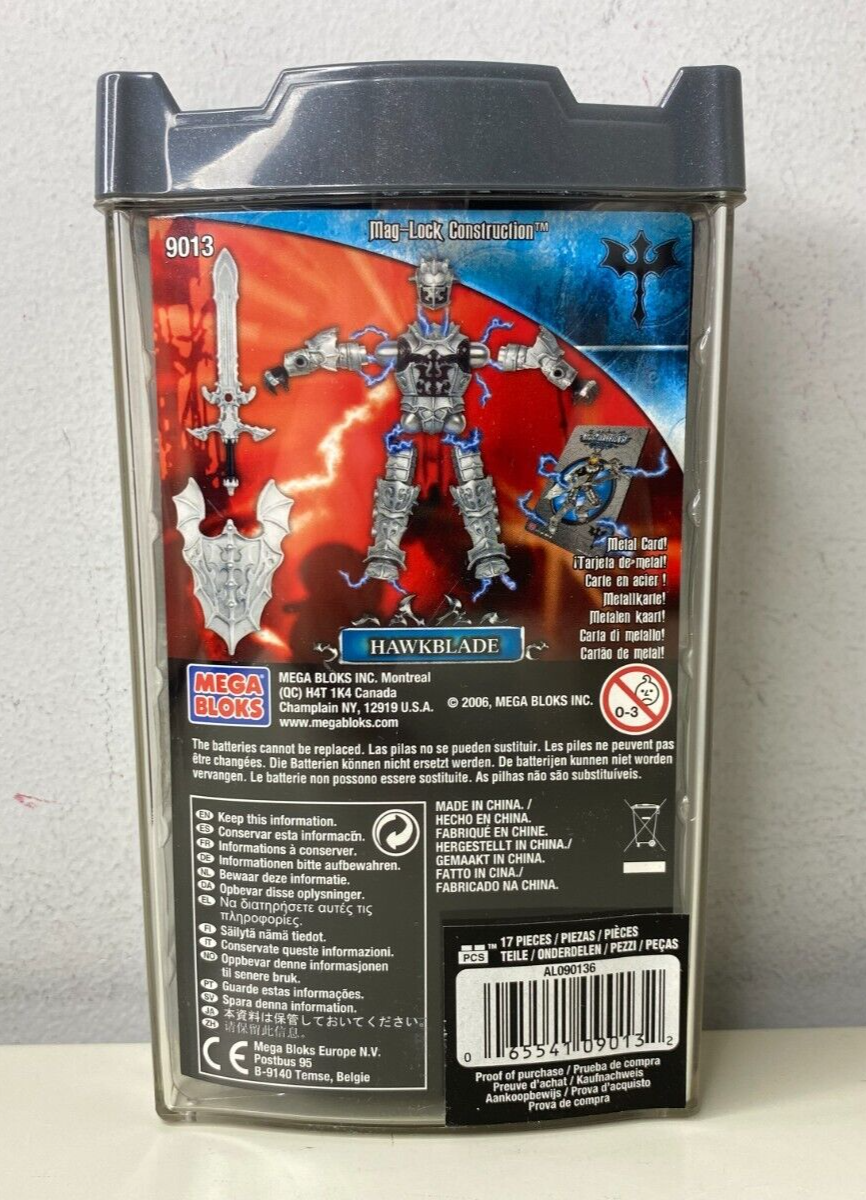 9013
Mag-Lock Construction™
Metal Card!
¡Tarjeta de metal!
Carte en acier !
Metallkarte!
Metalen kaart!
Carta di metallo!
Cartão de metal!
HAWKBLADE
MEGA
BLOKS
MEGA BLOKS INC. Montreal
(QC) H4T 1K4 Canada
Champlain NY, 12919 U.S.A.
www.megabloks.com
© 2006, MEGA BLOKS INC.
0-3
The batteries cannot be replaced. Las pilas no se pueden sustituir. Les piles ne peuvent pas
être changées. Die Batterien können nicht ersetzt werden. De batterijen kunnen niet worden
vervangen. Le batterie non possono essere sostituite. As pilhas não são substituíveis.
EN Keep this information.
ES Conservar esta informacín.
FR Informations à conserver.
DE Informationen bitte aufbewahren.
NL Bewaar deze informatie.
DA Opbevar disse oplysninger.
EL Να διατηρήσετε αυτές τις
πληροφορίες.
FI Säilytä nämä tiedot.
IT Conservate queste informazioni.
NO Oppbevar denne informasjonen
til senere bruk.
PT Guarde estas informações.
SV Spara denna information.
JA 本資料は保管しておいてください。
ZH 请保留此信息。
CE
Mega Bloks Europe N.V.
Postbus 95
B-9140 Temse, Belgie
MADE IN CHINA. /
HECHO EN CHINA.
FABRIQUÉ EN CHINE.
HERGESTELLT IN CHINA./
GEMAAKT IN CHINA.
FATTO IN CINA./
FABRICADO NA CHINA.
PCS ™ 17 PIECES / PIEZAS / PIÈCES
TEILE / ONDERDELEN / PEZZI / PEÇAS
AL090136
0 65541 09013 2
Proof of purchase / Prueba de compra
Preuve d'achat / Kaufnachweis
Aankoopbewijs / Prova d'acquisto
Prova de compra